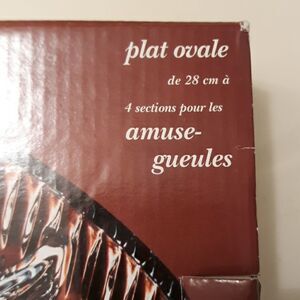 plat ovale
de 28 cm à
4 sections pour les
amuse-
gueules